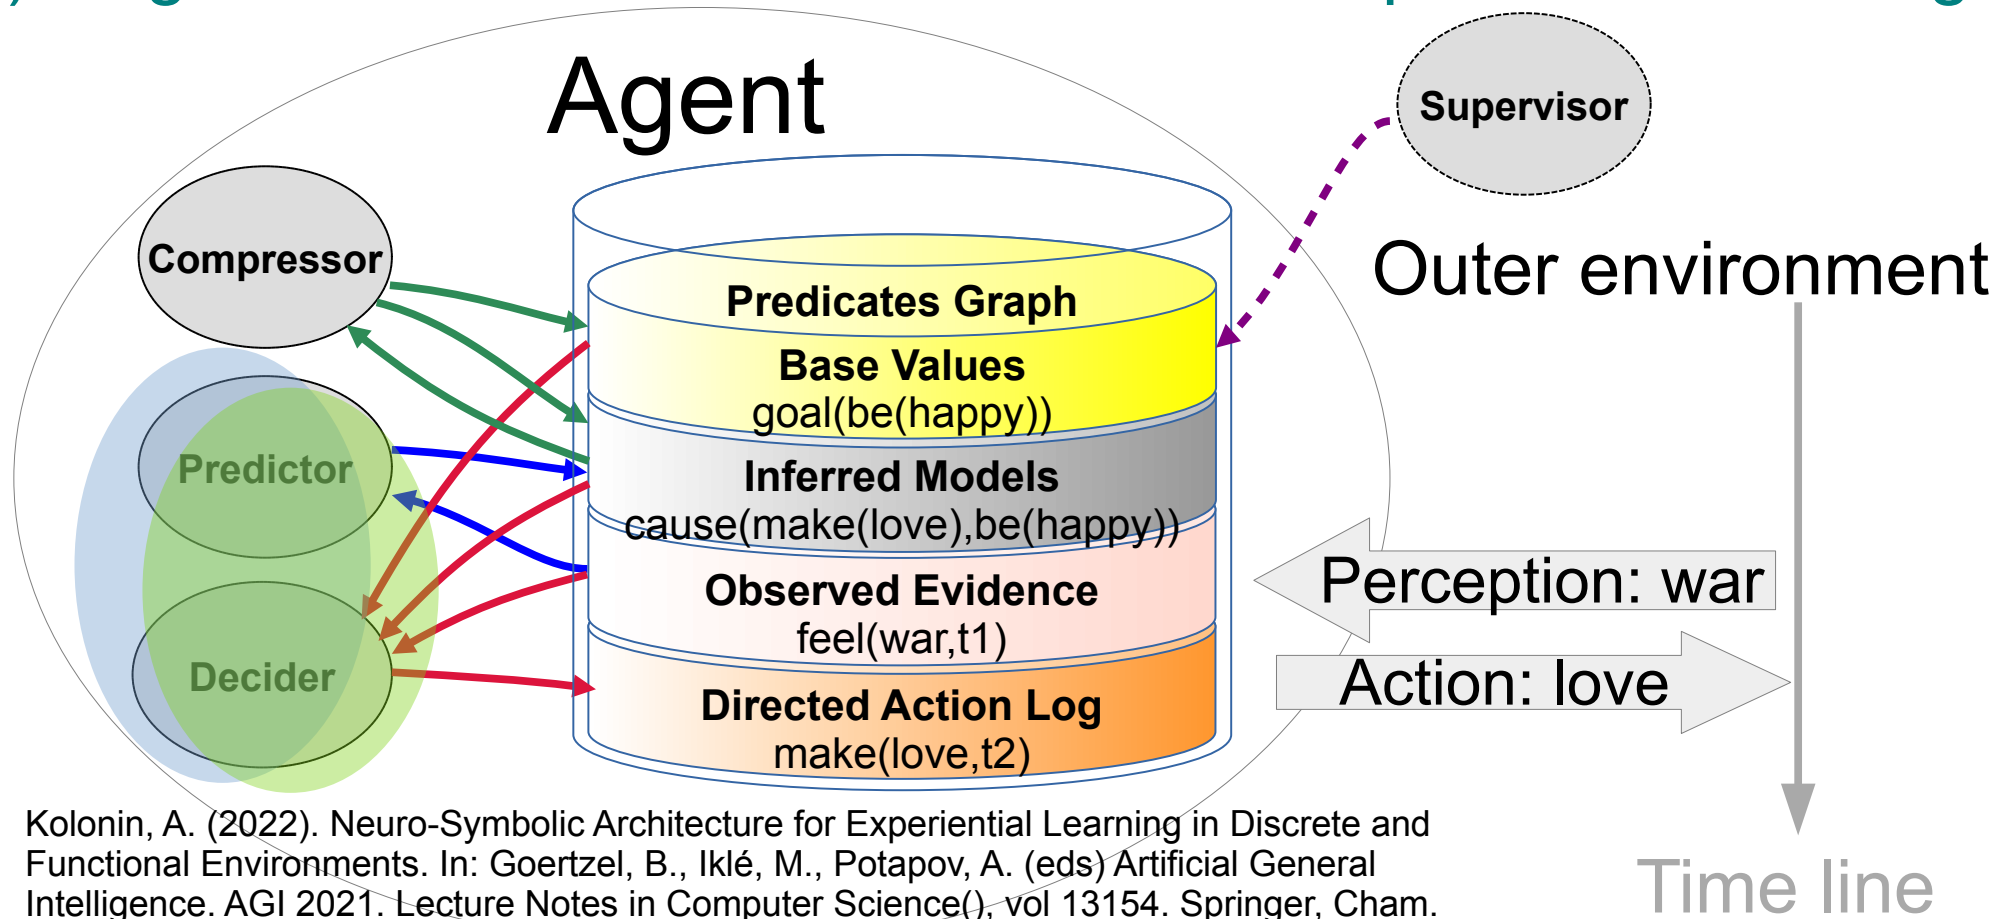 Agent
Supervisor
Compressor
Outer environment
Predicates Graph
Base Values
goal(be(happy))
Predictor
Inferred Models
cause(make(love),be(happy))
Perception: war
Observed Evidence
feel(war,t1)
Decider
Action: love
Directed Action Log
make(love,t2)
Kolonin, A. (2022). Neuro-Symbolic Architecture for Experiential Learning in Discrete and
Functional Environments. In: Goertzel, B., Iklé, M., Potapov, A. (eds) Artificial General
Intelligence. AGI 2021. Lecture Notes in Computer Science(), vol 13154. Springer, Cham.
Time line